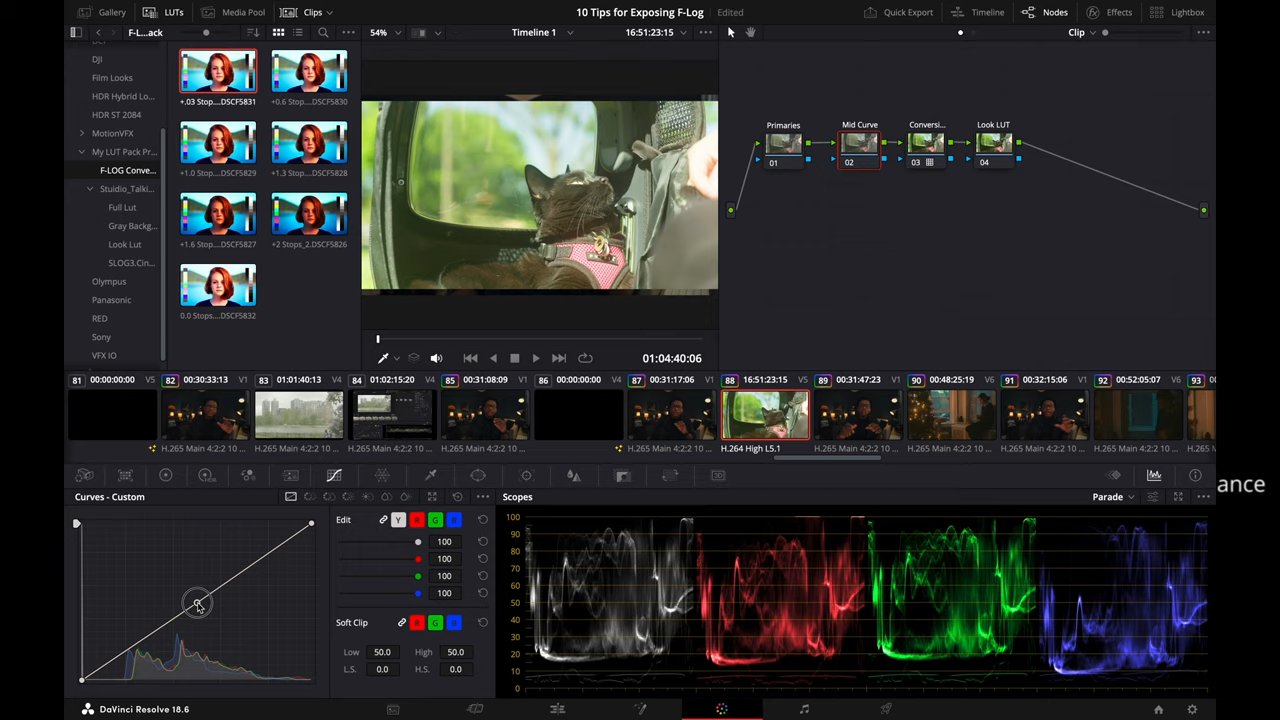 Gallery LUTs Media Pool Clips 10 Tips for Exposing F-Log Edited Quick Export Timeline Nodes Effects Lightbox
F-L...ack 54% Timeline 1 16:51:23:15 Clip
DJI
Film Looks
HDR Hybrid Lo...
HDR ST 2084
MotionVFX
My LUT Pack Pr...
F-LOG Conve...
Stuidio_Talki...
Full Lut
Gray Backg...
Look Lut
SLOG3.Cin...
Olympus
Panasonic
RED
Sony
VFX IO
+.03 Stop....DSCF5831 +0.6 Stop....DSCF5830
+1.0 Stop...DSCF5829 +1.3 Stop...DSCF5828
+1.6 Stop...DSCF5827 +2 Stops_2.DSCF5826
0.0 Stops....DSCF5832
01:04:40:06
Primaries Mid Curve Conversi... Look LUT
01 02 03 04
81 00:00:00:00 V5 82 00:30:33:13 V1 83 01:01:40:13 V4 84 01:02:15:20 V4 85 00:31:08:09 V1 86 00:00:00:00 V5 87 00:31:17:06 V1 88 16:51:23:15 V5 89 00:31:47:23 V1 90 00:48:25:19 V6 91 00:32:15:06 V1 92 00:52:05:07 V6 93
H.265 Main 4:2:2 10 ... H.265 Main 4:2:2 10 ... H.265 Main 4:2:2 10 ... H.265 Main 4:2:2 10 ... H.265 Main 4:2:2 10 ... H.265 Main 4:2:2 10 ... H.264 High L5.1 H.265 Main 4:2:2 10 ... H.265 Main 4:2:2 10 ... H.265 Main 4:2:2 10 ... H.265 Main 4:2:2 10 ...
ance
Curves - Custom
Edit Y R G B
100
100
100
100
Soft Clip R G B
Low 50.0 High 50.0
L.S. 0.0 H.S. 0.0
Scopes Parade
100
90
80
70
60
50
40
30
20
10
0
DaVinci Resolve 18.6